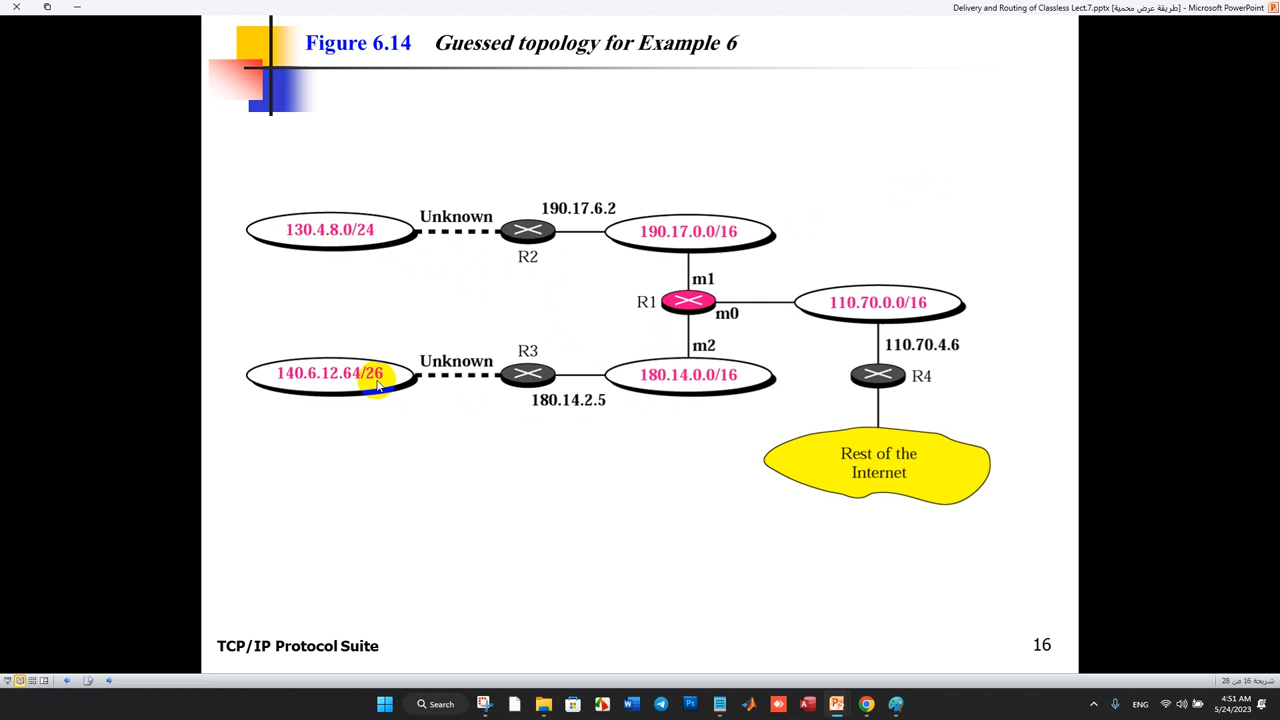 Delivery and Routing of Classless Lect.7.pptx [طريقة عرض محمية] - Microsoft PowerPoint
Figure 6.14 Guessed topology for Example 6
190.17.6.2
130.4.8.0/24
Unknown
190.17.0.0/16
R2
m1
R1
m0
110.70.0.0/16
m2
110.70.4.6
R3
140.6.12.64/26
Unknown
180.14.0.0/16
R4
180.14.2.5
Rest of the
Internet
TCP/IP Protocol Suite
16
شريحة 16 من 28
Search
ENG
4:51 AM
5/24/2023